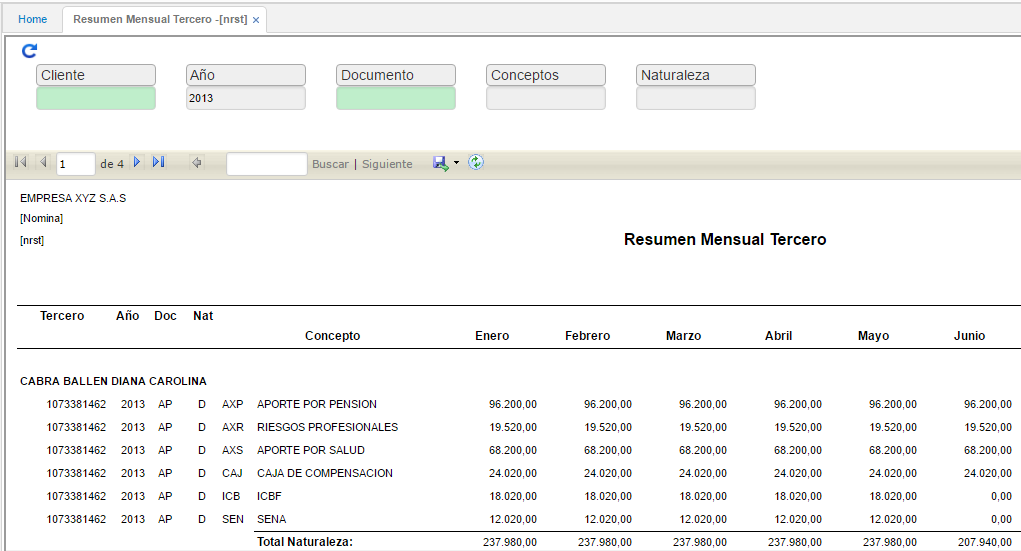 Home Resumen Mensual Tercero -[nrst] ×
Cliente Año Documento Conceptos Naturaleza
2013
1 de 4 Buscar | Siguiente
EMPRESA XYZ S.A.S
[Nomina]
[nrst] Resumen Mensual Tercero
Tercero Año Doc Nat
Concepto Enero Febrero Marzo Abril Mayo Junio
CABRA BALLEN DIANA CAROLINA
1073381462 2013 AP D AXP APORTE POR PENSION 96.200,00 96.200,00 96.200,00 96.200,00 96.200,00 96.200,00
1073381462 2013 AP D AXR RIESGOS PROFESIONALES 19.520,00 19.520,00 19.520,00 19.520,00 19.520,00 19.520,00
1073381462 2013 AP D AXS APORTE POR SALUD 68.200,00 68.200,00 68.200,00 68.200,00 68.200,00 68.200,00
1073381462 2013 AP D CAJ CAJA DE COMPENSACION 24.020,00 24.020,00 24.020,00 24.020,00 24.020,00 24.020,00
1073381462 2013 AP D ICB ICBF 18.020,00 18.020,00 18.020,00 18.020,00 18.020,00 0,00
1073381462 2013 AP D SEN SENA 12.020,00 12.020,00 12.020,00 12.020,00 12.020,00 0,00
Total Naturaleza: 237.980,00 237.980,00 237.980,00 237.980,00 237.980,00 207.940,00